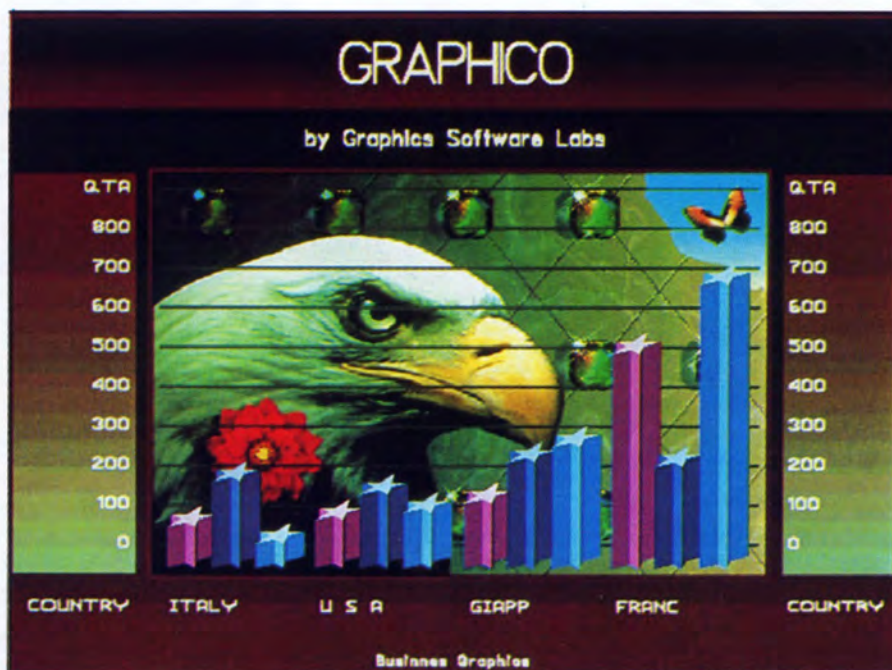 GRAPHICO
by Graphics Software Labs
QTA QTA
800 800
700 700
600 600
500 500
400 400
300 300
200 200
100 100
0 0
COUNTRY ITALY U S A GIAPP FRANC COUNTRY
Businnes Graphics